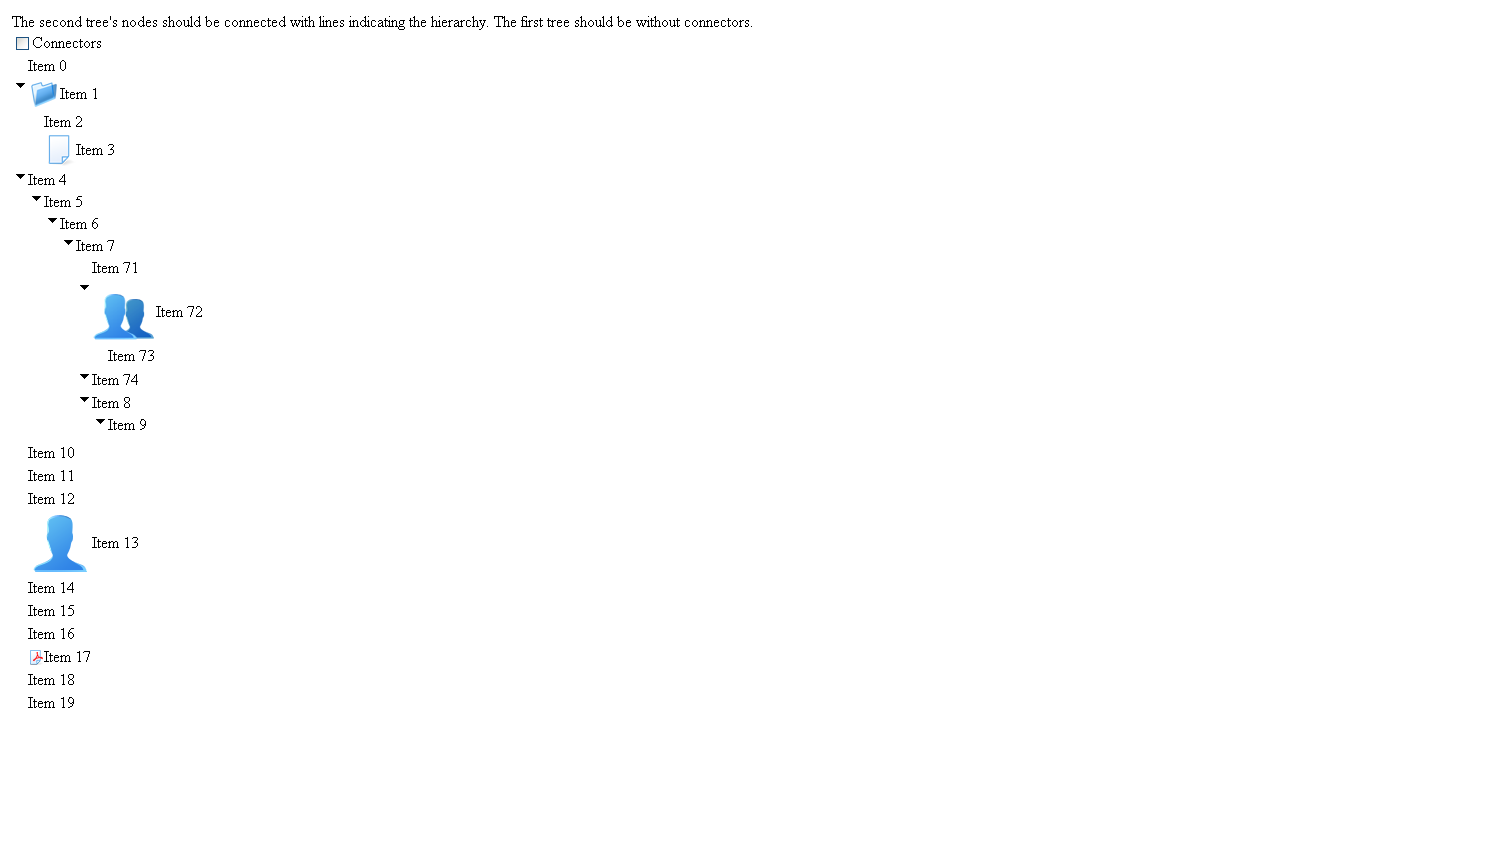 The second tree's nodes should be connected with lines indicating the hierarchy. The first tree should be without connectors.
Connectors
Item 0
Item 1
Item 2
Item 3
Item 4
Item 5
Item 6
Item 7
Item 71
Item 72
Item 73
Item 74
Item 8
Item 9
Item 10
Item 11
Item 12
Item 13
Item 14
Item 15
Item 16
Item 17
Item 18
Item 19